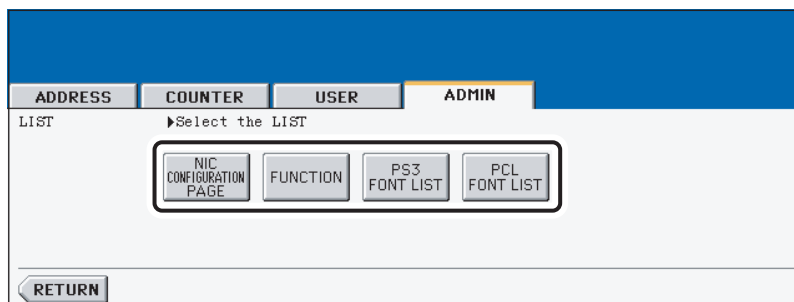 ADDRESS COUNTER USER ADMIN
LIST ▶Select the LIST
NIC CONFIGURATION PAGE
FUNCTION
PS3 FONT LIST
PCL FONT LIST
RETURN